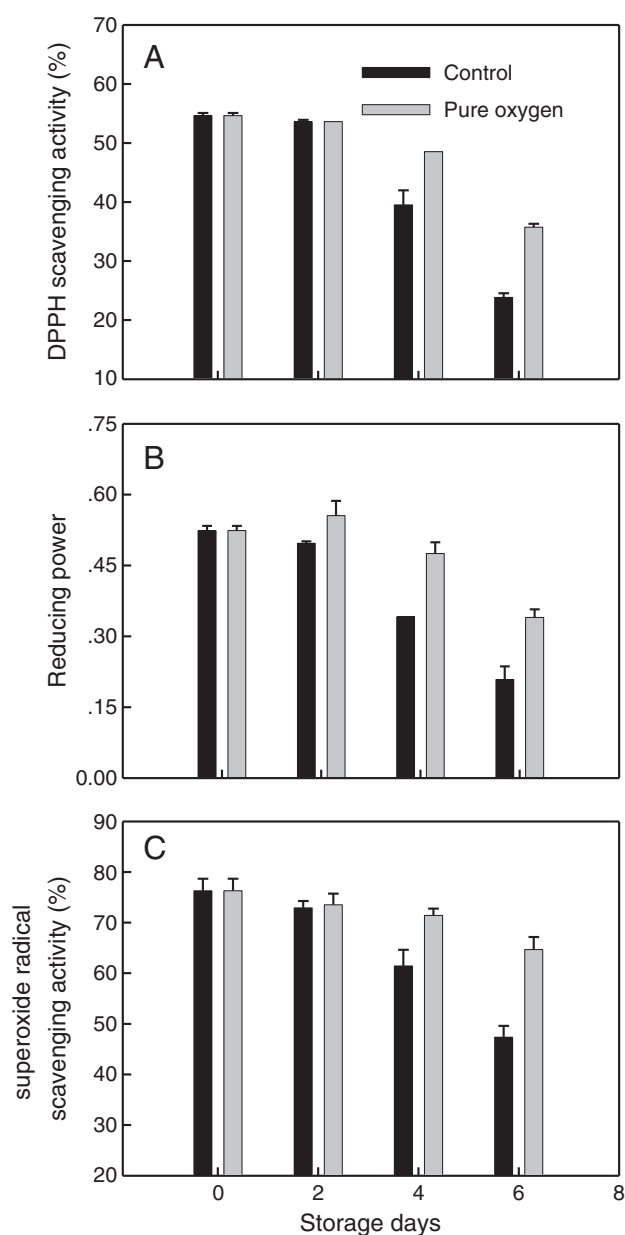 70
A
Control
60
Pure oxygen
50
40
30
20
10
DPPH scavenging activity (%)
.75
B
.60
.45
.30
.15
0.00
Reducing power
90
C
80
70
60
50
40
30
20
superoxide radical
scavenging activity (%)
0 2 4 6 8
Storage days